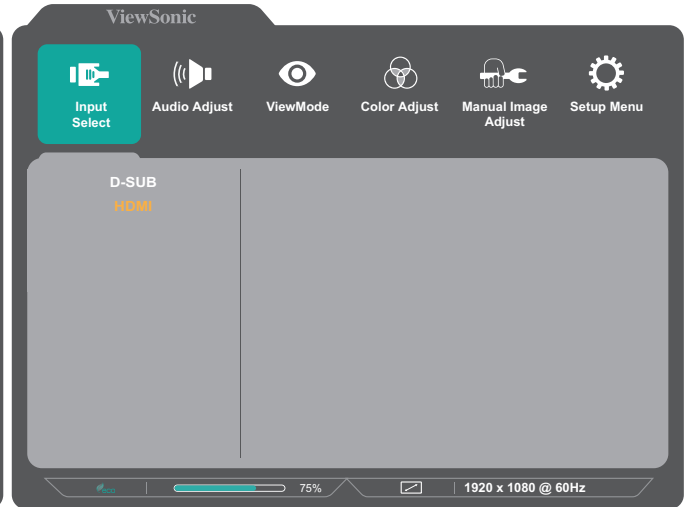 ViewSonic
Input Select
Audio Adjust
ViewMode
Color Adjust
Manual Image Adjust
Setup Menu
D-SUB
HDMI
eco
75%
1920 x 1080 @ 60Hz